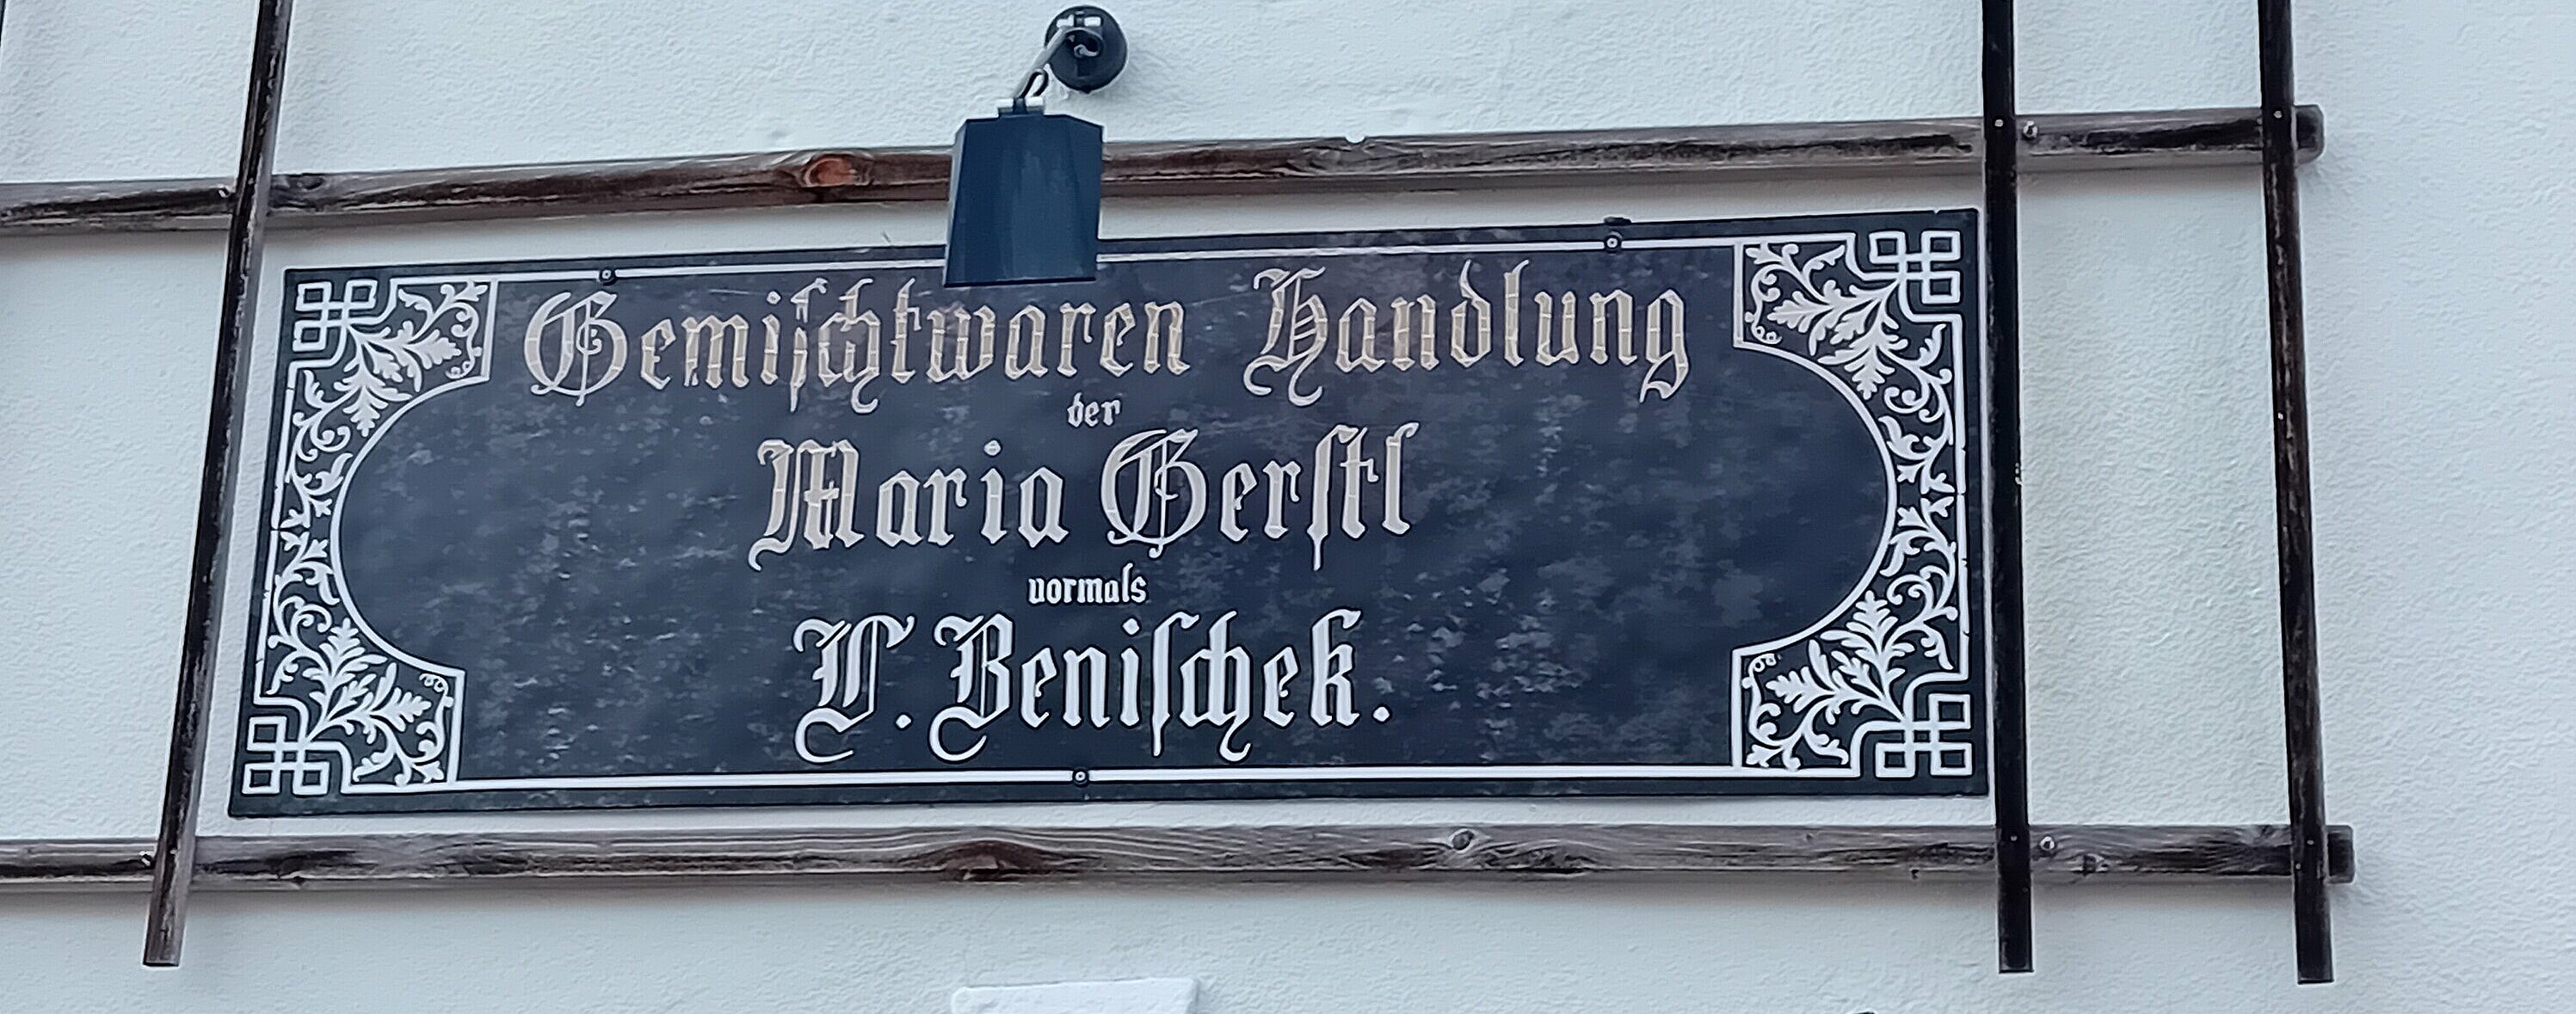 Gemiſchtwaren Handlung
der
Maria Gerſtl
vormals
V. Beniſchek.